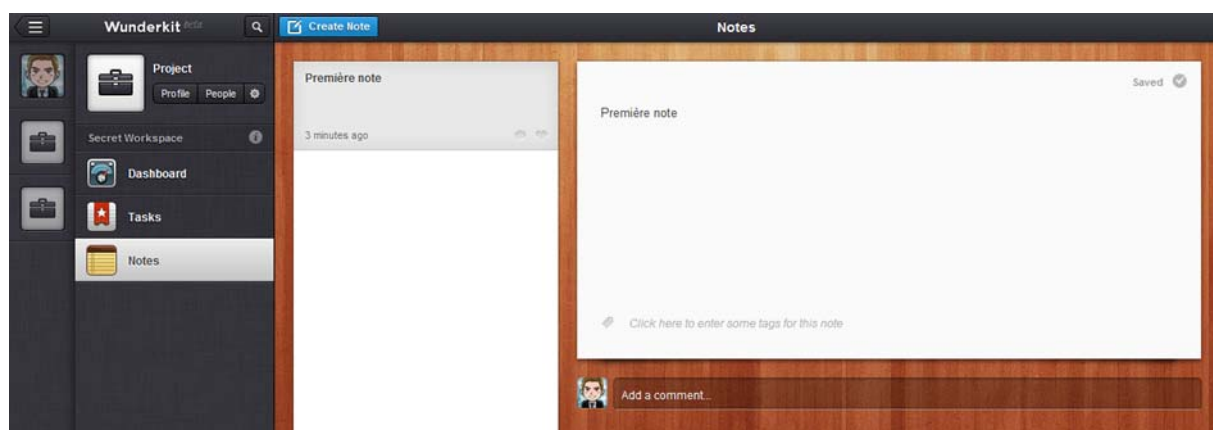 Wunderkit beta
Create Note
Notes
Project
Profile People
Secret Workspace
Dashboard
Tasks
Notes
Première note
3 minutes ago
Saved
Première note
Click here to enter some tags for this note
Add a comment...